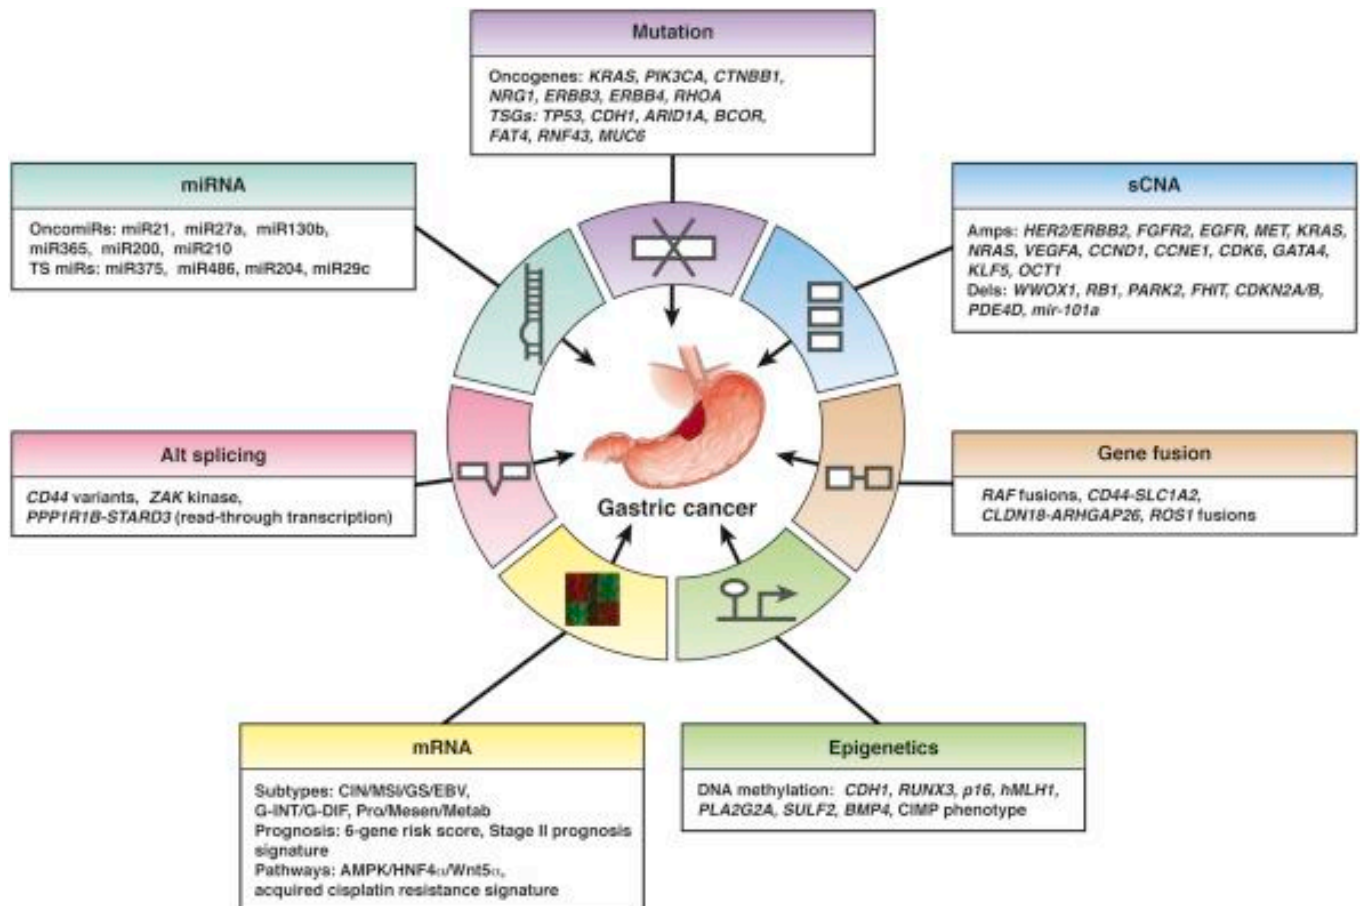 Mutation
Oncogenes: KRAS, PIK3CA, CTNBB1,
NRG1, ERBB3, ERBB4, RHOA
TSGs: TP53, CDH1, ARID1A, BCOR,
FAT4, RNF43, MUC6
miRNA
OncomiRs: miR21, miR27a, miR130b,
miR365, miR200, miR210
TS miRs: miR375, miR486, miR204, miR29c
sCNA
Amps: HER2/ERBB2, FGFR2, EGFR, MET, KRAS,
NRAS, VEGFA, CCND1, CCNE1, CDK6, GATA4,
KLF5, OCT1
Dels: WWOX1, RB1, PARK2, FHIT, CDKN2A/B,
PDE4D, mir-101a
Alt splicing
CD44 variants, ZAK kinase,
PPP1R1B-STARD3 (read-through transcription)
Gastric cancer
Gene fusion
RAF fusions, CD44-SLC1A2,
CLDN18-ARHGAP26, ROS1 fusions
mRNA
Subtypes: CIN/MSI/GS/EBV,
G-INT/G-DIF, Pro/Mesen/Metab
Prognosis: 6-gene risk score, Stage II prognosis
signature
Pathways: AMPK/HNF4α/Wnt5α,
acquired cisplatin resistance signature
Epigenetics
DNA methylation: CDH1, RUNX3, p16, hMLH1,
PLA2G2A, SULF2, BMP4, CIMP phenotype